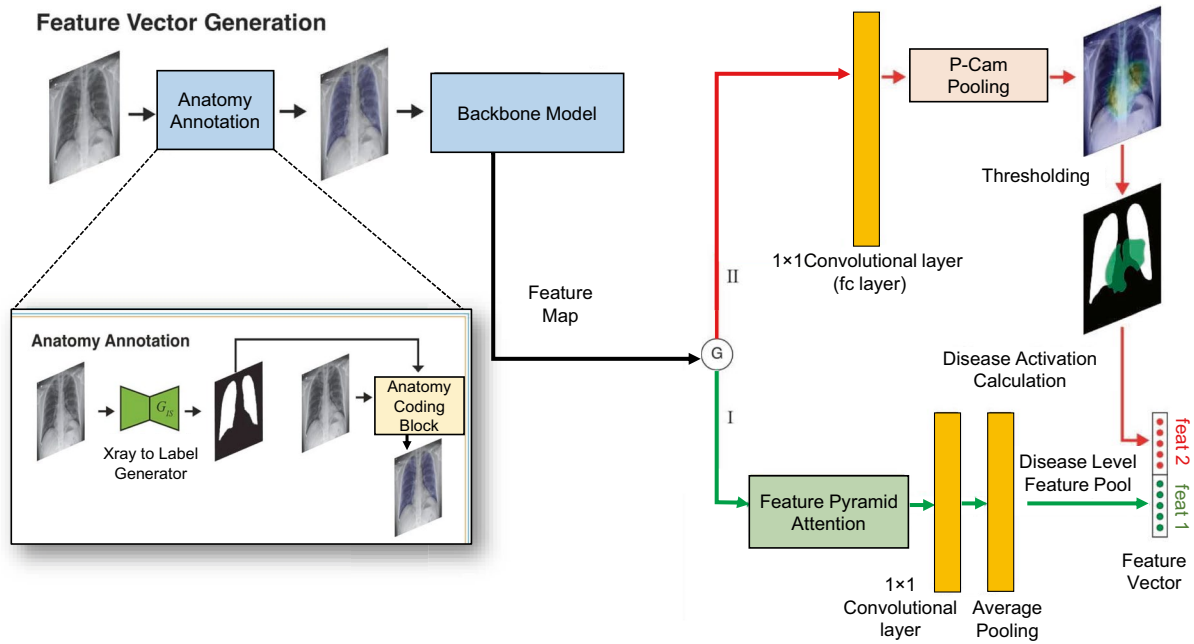 Feature Vector Generation
Anatomy
Annotation
Backbone Model
Feature
Map
Anatomy Annotation
G_IS
Xray to Label
Generator
Anatomy
Coding
Block
G
II
I
1×1Convolutional layer
(fc layer)
P-Cam
Pooling
Thresholding
Disease Activation
Calculation
Feature Pyramid
Attention
1×1
Convolutional
layer
Average
Pooling
Disease Level
Feature Pool
feat 2
feat 1
Feature
Vector